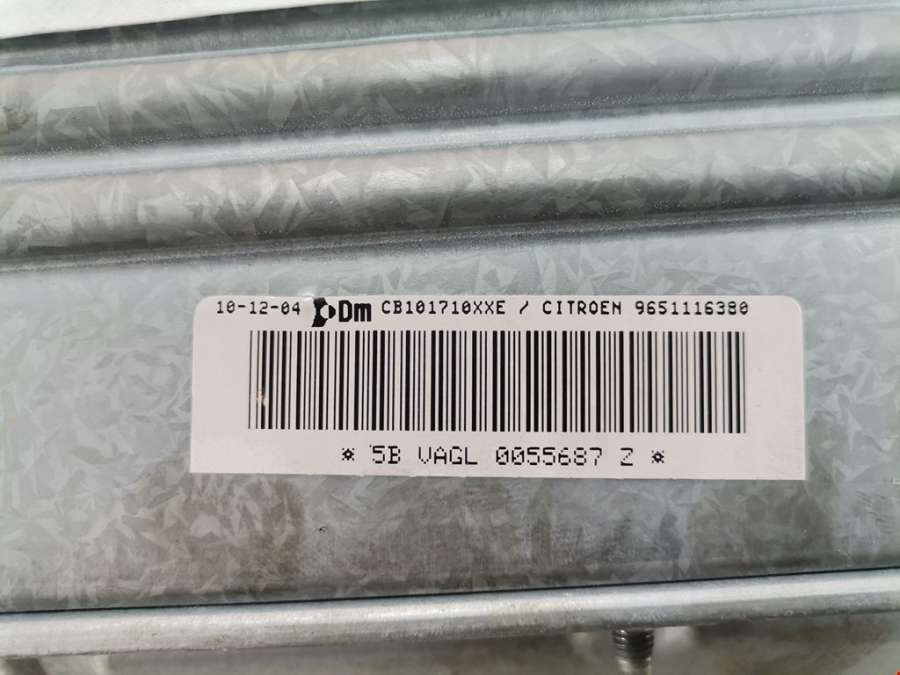 10-12-04 Dm CB101710XXE / CITROEN 9651116380
* 5B VAGL 0055687 Z *